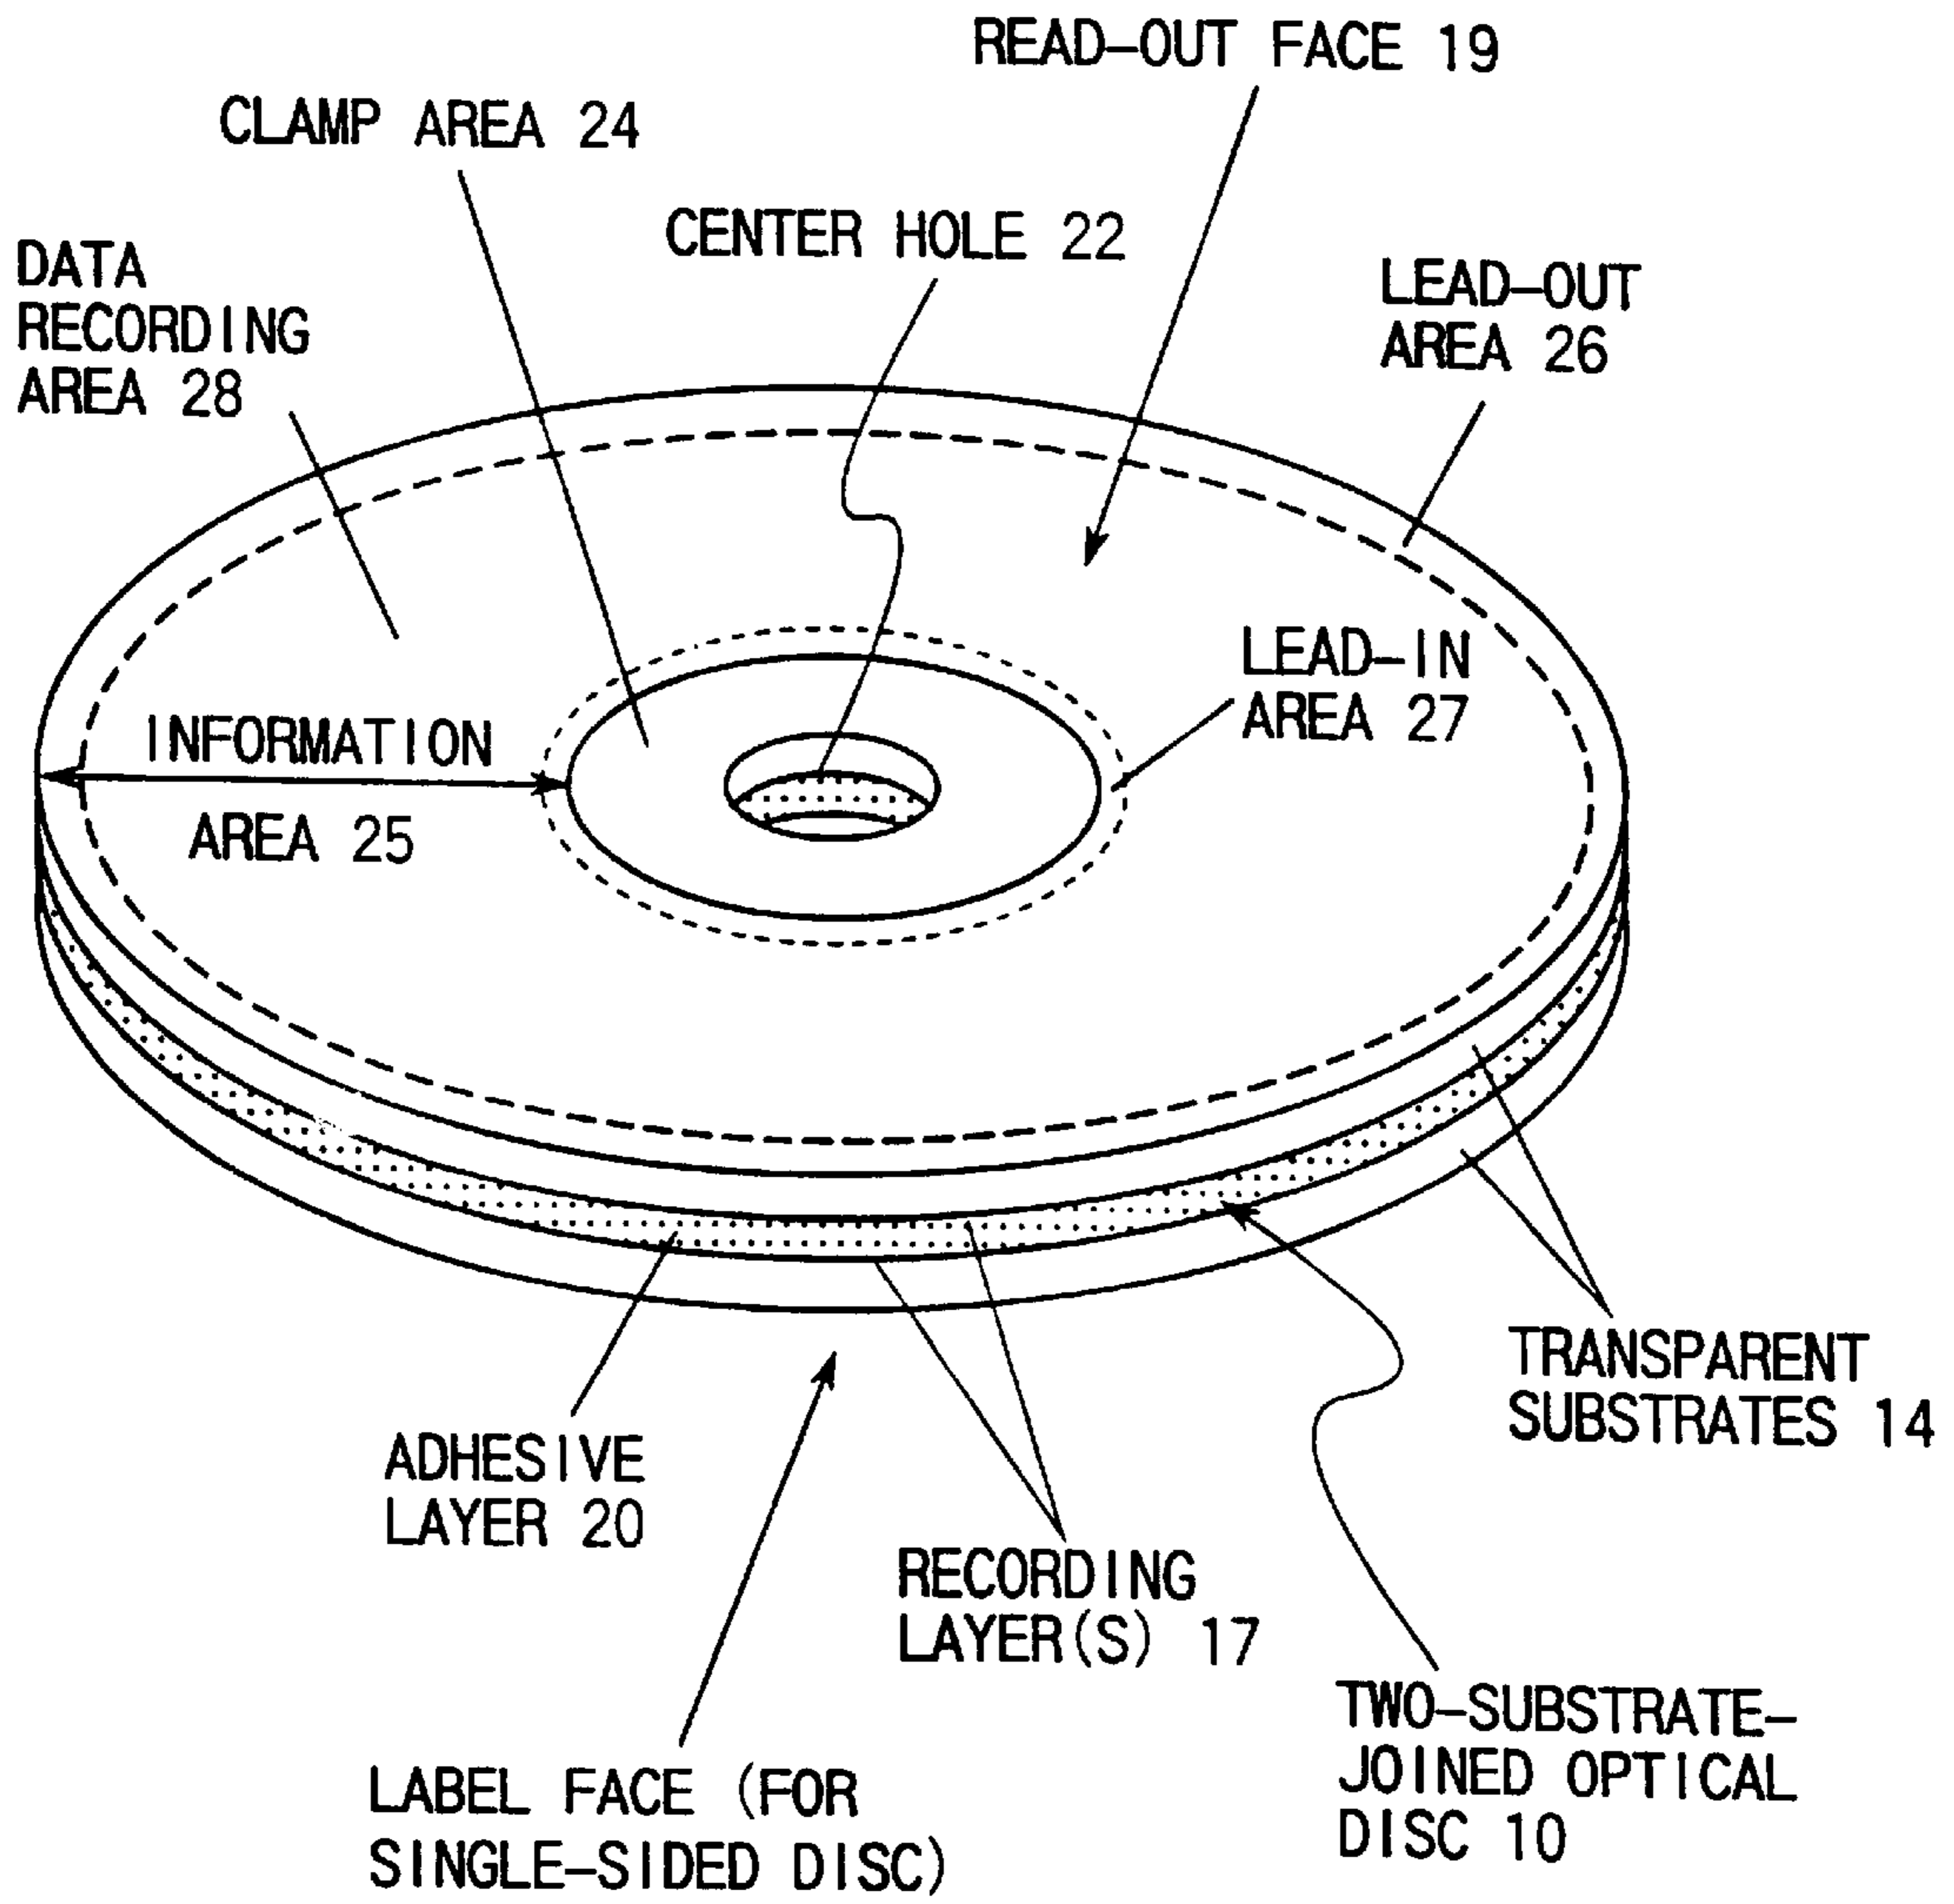 READ-OUT FACE 19
CLAMP AREA 24
CENTER HOLE 22
DATA
RECORDING
AREA 28
LEAD-OUT
AREA 26
LEAD-IN
AREA 27
INFORMATION
AREA 25
TRANSPARENT
SUBSTRATES 14
ADHESIVE
LAYER 20
RECORDING
LAYER(S) 17
TWO-SUBSTRATE-
JOINED OPTICAL
DISC 10
LABEL FACE (FOR
SINGLE-SIDED DISC)